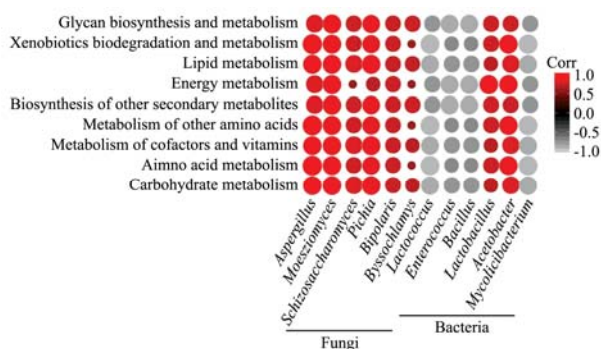 Glycan biosynthesis and metabolism
Xenobiotics biodegradation and metabolism
Lipid metabolism
Energy metabolism
Biosynthesis of other secondary metabolites
Metabolism of other amino acids
Metabolism of cofactors and vitamins
Aimno acid metabolism
Carbohydrate metabolism
Corr
1.0
0.5
0.0
-0.5
-1.0
Aspergillus
Moesziomyces
Schizosaccharomyces
Pichia
Bipolaris
Byssochlamys
Lactococcus
Enterococcus
Bacillus
Lactobacillus
Acetobacter
Mycolicibacterium
Fungi
Bacteria